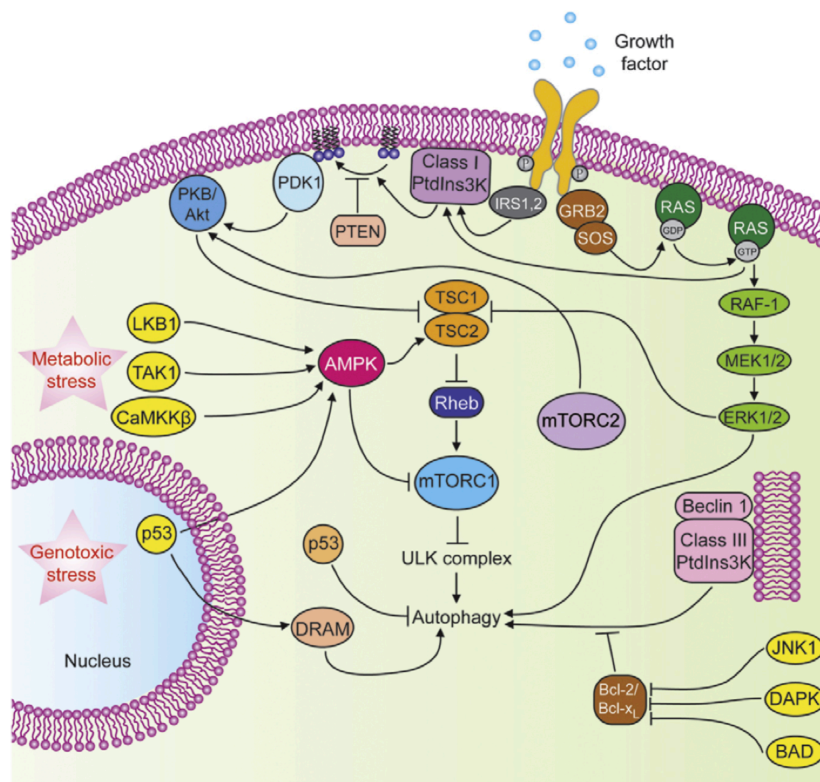 Growth
factor
P
P
Class I
PtdIns3K
IRS1,2
GRB2
SOS
RAS
GDP
RAS
GTP
PKB/
Akt
PDK1
PTEN
RAF-1
MEK1/2
ERK1/2
TSC1
TSC2
LKB1
Metabolic
stress
TAK1
CaMKKβ
AMPK
Rheb
mTORC2
mTORC1
p53
Genotoxic
stress
Nucleus
p53
ULK complex
Autophagy
DRAM
Beclin 1
Class III
PtdIns3K
Bcl-2/
Bcl-xL
JNK1
DAPK
BAD